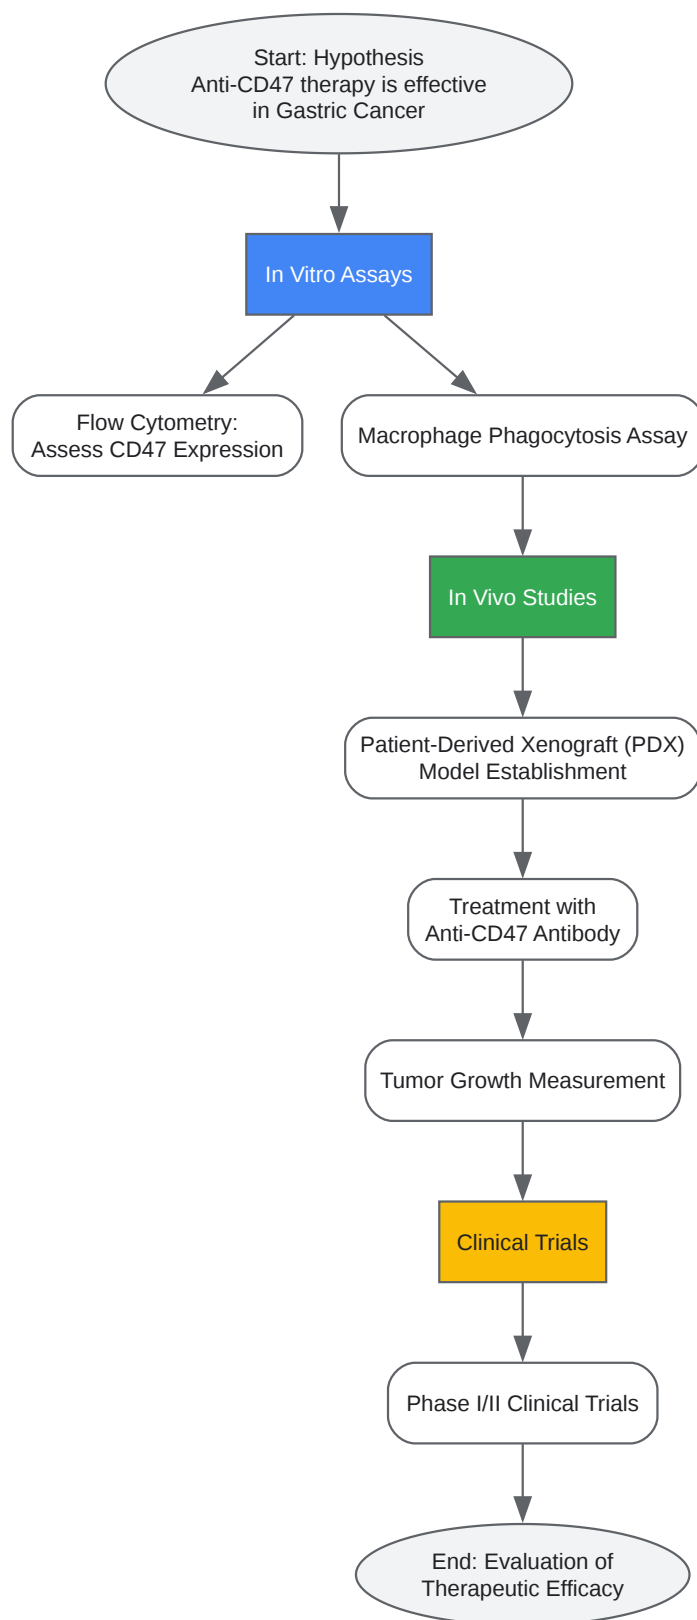 Start: Hypothesis
Anti-CD47 therapy is effective
in Gastric Cancer
In Vitro Assays
Flow Cytometry:
Assess CD47 Expression
Macrophage Phagocytosis Assay
In Vivo Studies
Patient-Derived Xenograft (PDX)
Model Establishment
Treatment with
Anti-CD47 Antibody
Tumor Growth Measurement
Clinical Trials
Phase I/II Clinical Trials
End: Evaluation of
Therapeutic Efficacy